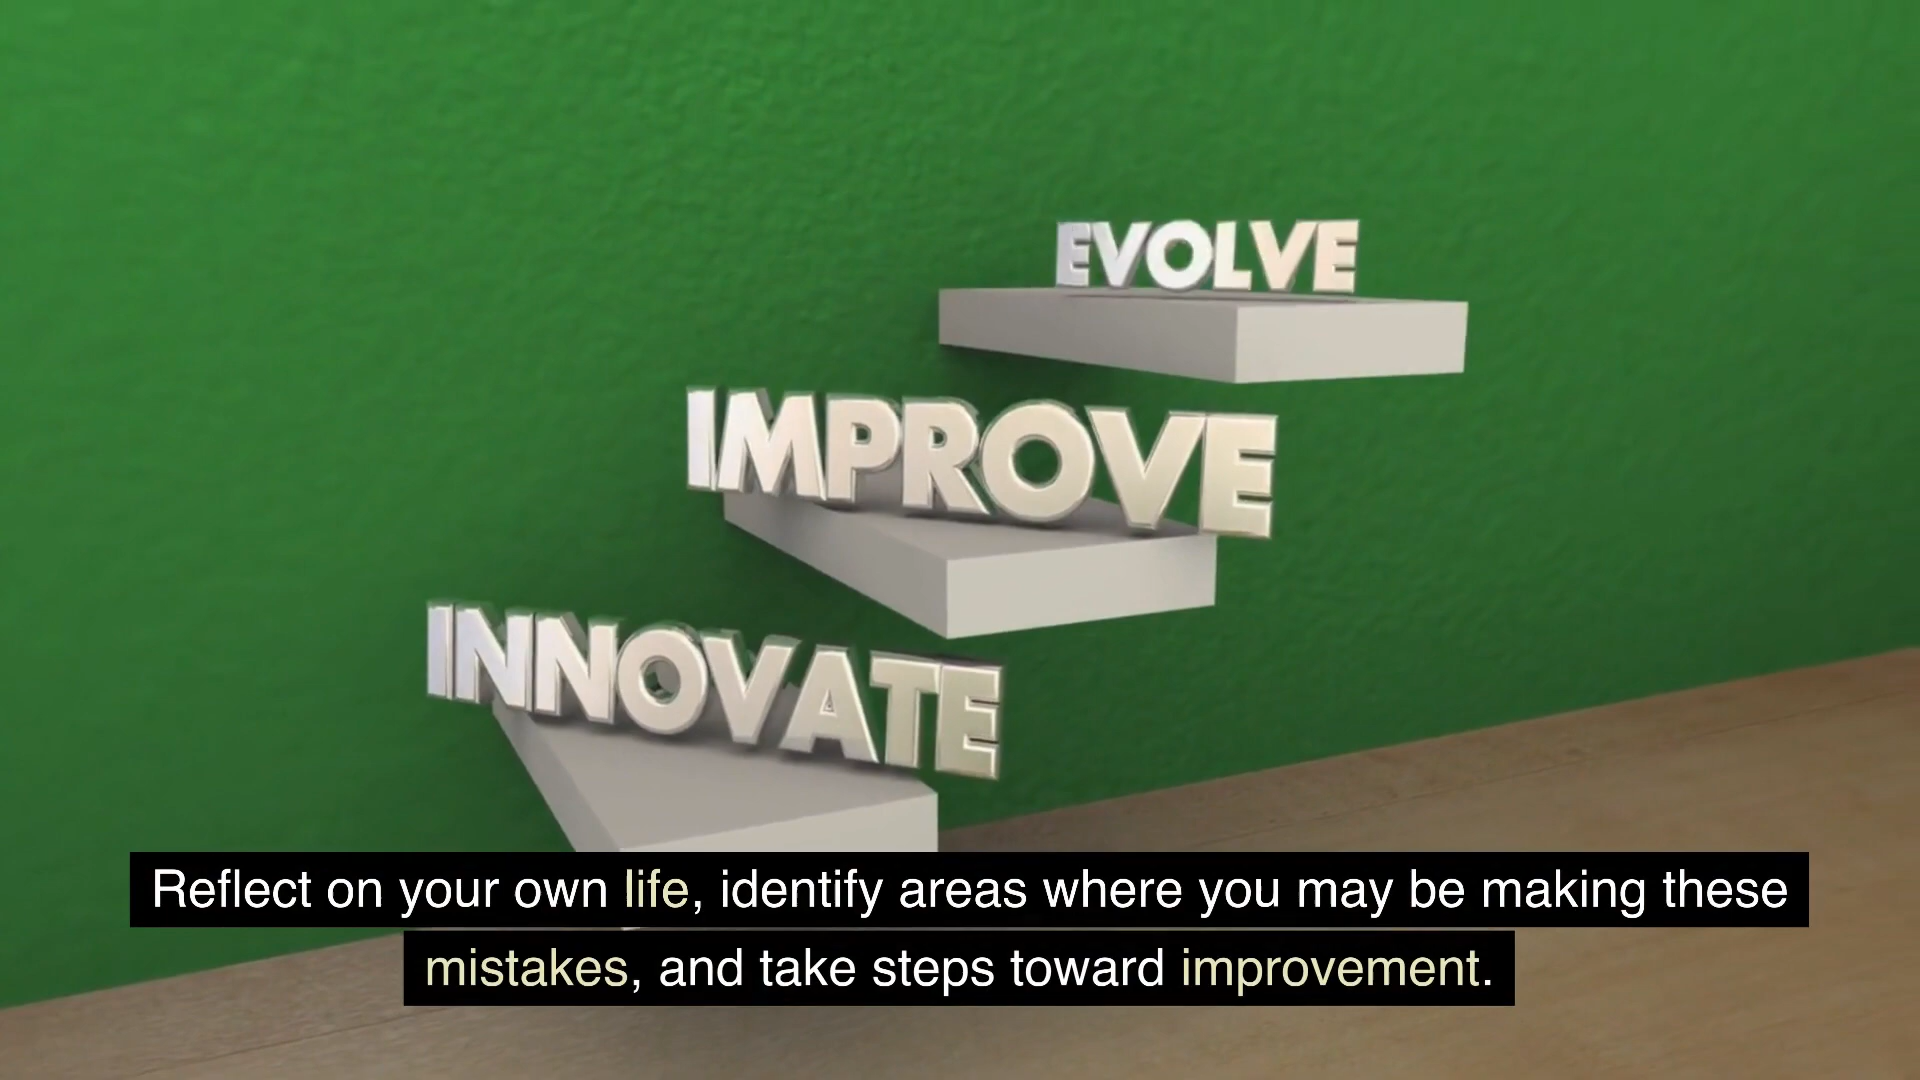 EVOLVE
IMPROVE
INNOVATE
Reflect on your own life, identify areas where you may be making these
mistakes, and take steps toward improvement.